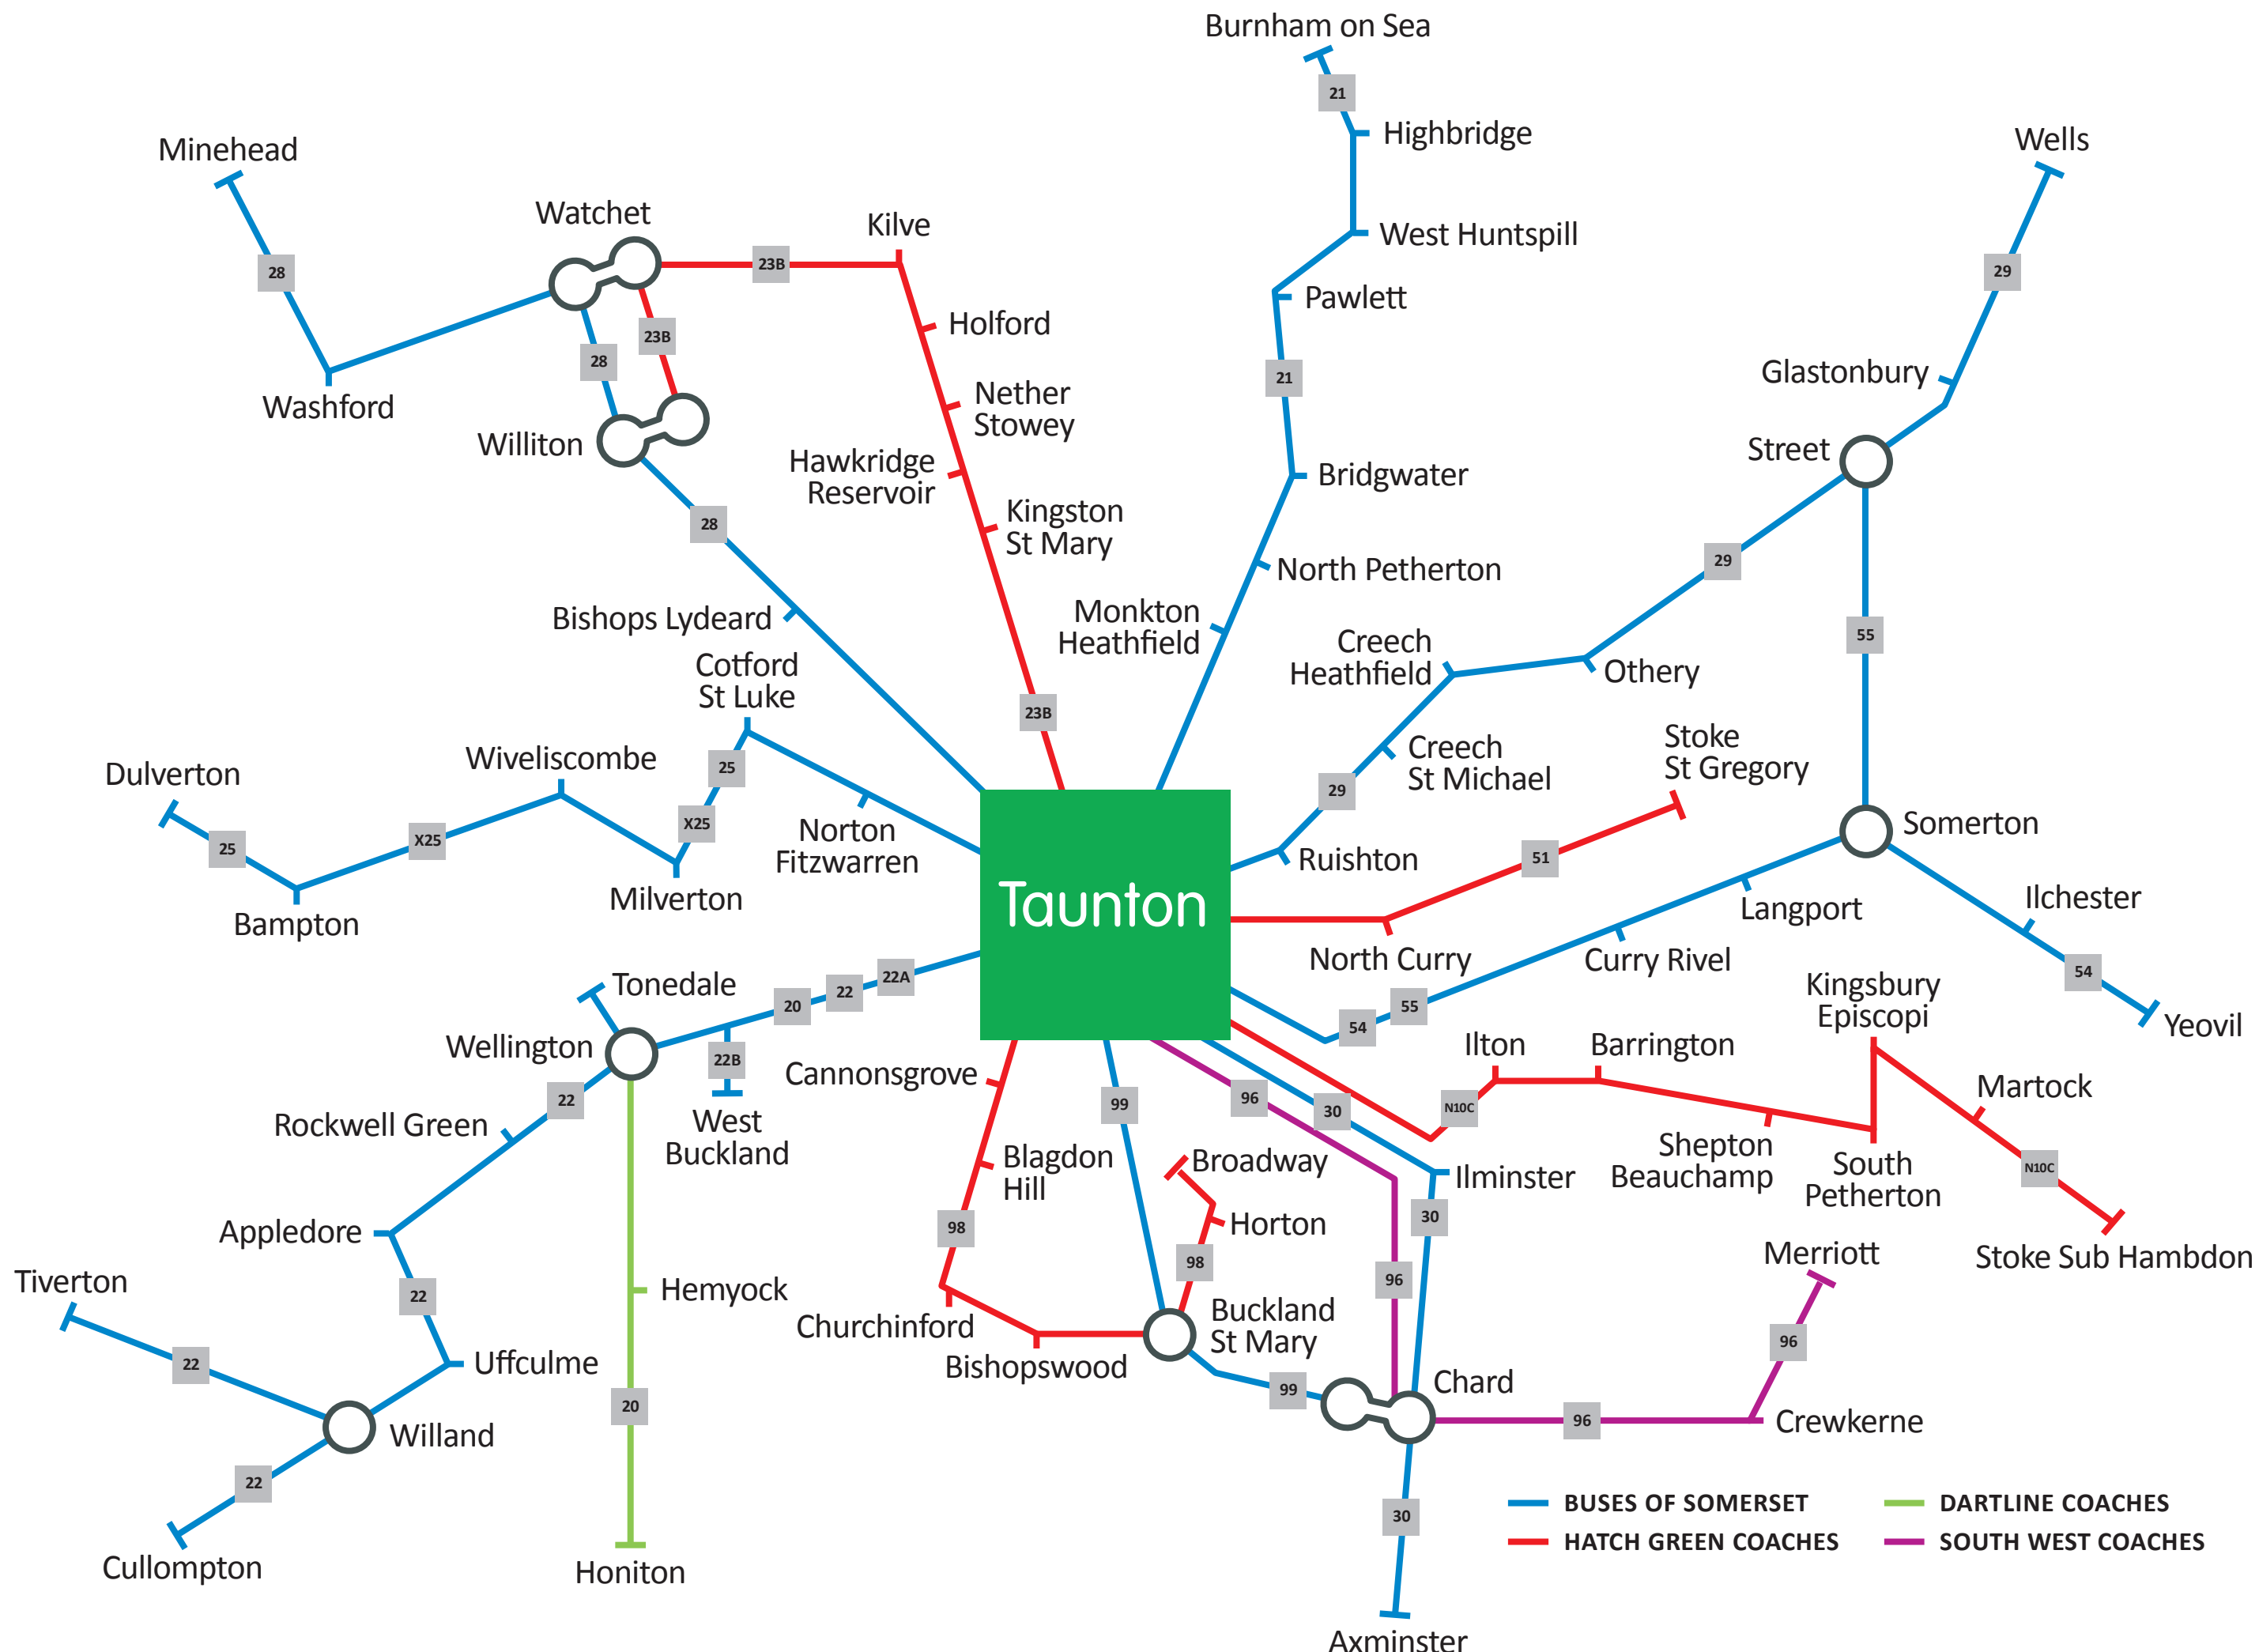 Burnham on Sea
21
Highbridge
Wells
Minehead
Watchet
Kilve
West Huntspill
28
23B
29
Pawlett
Holford
23B
28
21
Glastonbury
Washford
Nether
Stowey
Williton
Street
Hawkridge
Reservoir
Bridgwater
28
Kingston
St Mary
29
North Petherton
Bishops Lydeard
Monkton
Heathfield
55
Creech
Heathfield
Othery
Cotford
St Luke
23B
Stoke
St Gregory
Creech
St Michael
Wiveliscombe
Dulverton
25
29
X25
Norton
Fitzwarren
Somerton
X25
25
51
Ruishton
Milverton
Bampton
Taunton
Langport
Ilchester
North Curry
Curry Rivel
54
22A
22
20
Tonedale
55
54
Kingsbury
Episcopi
Yeovil
Wellington
22B
Cannonsgrove
Ilton
Barrington
Martock
22
99
96
30
N10C
Rockwell Green
West
Buckland
Blagdon
Hill
Broadway
Ilminster
Shepton
Beauchamp
South
Petherton
N10C
Appledore
98
Horton
30
Merriott
Stoke Sub Hambdon
98
Tiverton
22
Hemyock
96
Churchinford
Buckland
St Mary
96
22
Uffculme
Bishopswood
99
Chard
20
96
Crewkerne
Willand
22
Cullompton
Honiton
30
Axminster
BUSES OF SOMERSET
DARTLINE COACHES
HATCH GREEN COACHES
SOUTH WEST COACHES